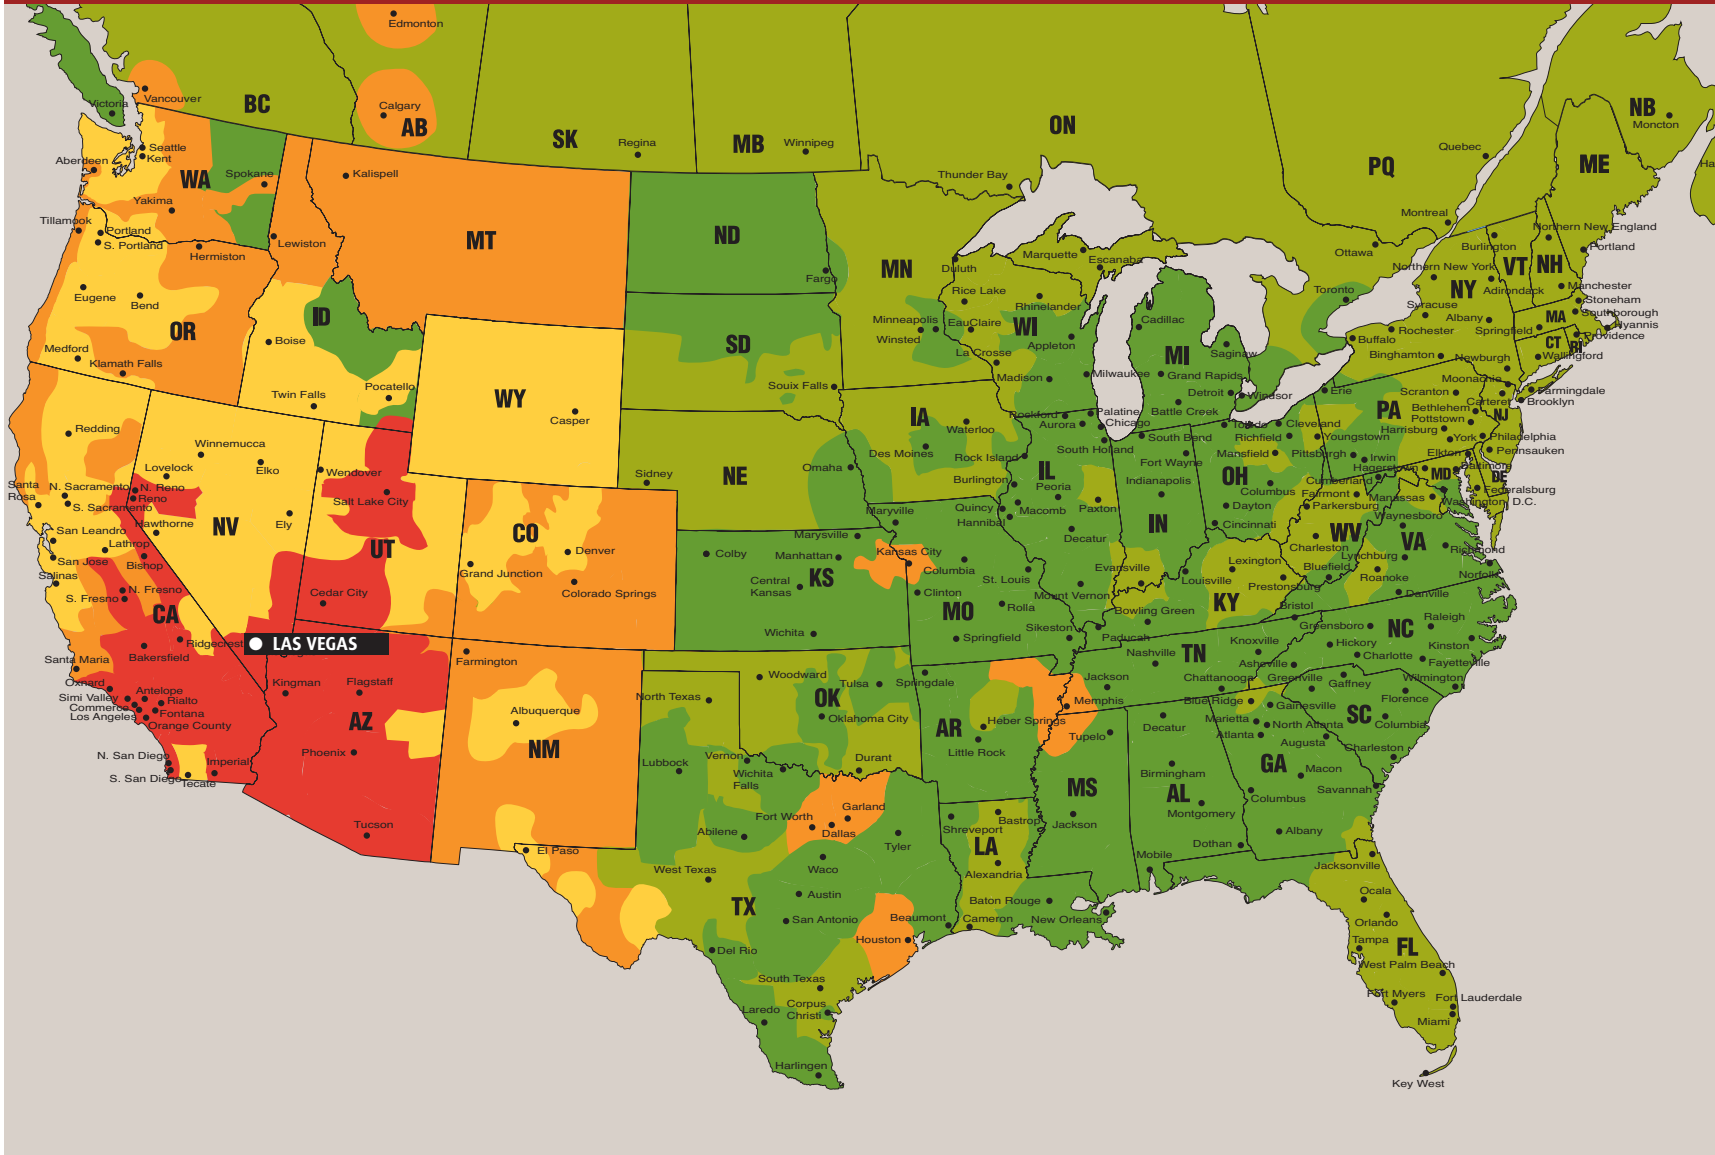 Edmonton
Victoria
Vancouver
BC
Calgary
AB
SK
Regina
MB
Winnipeg
ON
Thunder Bay
PQ
Quebec
Montreal
Ottawa
Toronto
Windsor
NB
Moncton
Ha
Aberdeen
Seattle
Kent
WA
Spokane
Yakima
Tillamook
Portland
S. Portland
Hermiston
Eugene
Bend
OR
Medford
Klamath Falls
Lewiston
ID
Boise
Twin Falls
Pocatello
Kalispell
MT
WY
Casper
ND
Fargo
SD
Souix Falls
NE
Sidney
Omaha
MN
Duluth
Minneapolis
Winsted
Marquette
Escanaba
Rice Lake
Rhinelander
EauClaire
WI
La Crosse
Appleton
Madison
Milwaukee
Cadillac
MI
Saginaw
Grand Rapids
Detroit
Battle Creek
IA
Waterloo
Des Moines
Rock Island
Burlington
Rockford
Aurora
Palatine
Chicago
South Holland
IL
Peoria
Macomb
Quincy
Hannibal
Paxton
Decatur
Mount Vernon
South Bend
Fort Wayne
Indianapolis
IN
Evansville
Toledo
Cleveland
Richfield
Mansfield
Youngstown
OH
Columbus
Dayton
Cincinnati
Erie
PA
Pittsburgh
Irwin
Scranton
Bethlehem
Pottstown
Harrisburg
York
Philadelphia
Pennsauken
Elkton
Baltimore
Hagerstown
Cumberland
MD
DE
Federalsburg
Washington, D.C.
Manassas
Fairmont
Parkersburg
WV
Charleston
Bluefield
Waynesboro
VA
Richmond
Lynchburg
Roanoke
Norfolk
Danville
Bristol
Lexington
Louisville
Prestonsburg
KY
Bowling Green
Paducah
ME
Northern New England
Portland
Burlington
VT
NH
Northern New York
NY
Adirondack
Manchester
Stoneham
Southborough
Hyannis
MA
Syracuse
Albany
Springfield
Rochester
Buffalo
CT
RI
Providence
Wallingford
Binghamton
Newburgh
Moonachie
Farmingdale
Carteret
Brooklyn
NJ
Redding
Santa
Rosa
N. Sacramento
S. Sacramento
San Leandro
Lathrop
San Jose
Salinas
Bishop
N. Fresno
S. Fresno
CA
Bakersfield
Ridgecrest
Santa Maria
Oxnard
Simi Valley
Commerce
Los Angeles
Antelope
Rialto
Fontana
Orange County
N. San Diego
S. San Diego
Tecate
Imperial
Winnemucca
Lovelock
Elko
N. Reno
Reno
Hawthorne
NV
Ely
LAS VEGAS
Wendover
Salt Lake City
UT
Cedar City
CO
Denver
Grand Junction
Colorado Springs
Kingman
Flagstaff
AZ
Phoenix
Tucson
Farmington
Albuquerque
NM
Marysville
Colby
Manhattan
Central
Kansas
KS
Wichita
Maryville
Kansas City
Columbia
St. Louis
Clinton
MO
Rolla
Springfield
Sikeston
Woodward
Tulsa
OK
Oklahoma City
Durant
Springdale
AR
Heber Springs
Little Rock
Nashville
TN
Knoxville
Chattanooga
Jackson
Memphis
Greensboro
Raleigh
NC
Hickory
Charlotte
Kinston
Fayetteville
Asheville
Wilmington
Greenville
Gaffney
Florence
SC
Columbia
Charleston
Blue Ridge
Gainesville
Marietta
North Atlanta
Atlanta
Augusta
GA
Macon
Columbus
Savannah
Albany
Tupelo
MS
Jackson
Decatur
Birmingham
AL
Montgomery
Dothan
Mobile
Shreveport
Bastrop
LA
Alexandria
Baton Rouge
Cameron
New Orleans
North Texas
Lubbock
Vernon
Wichita
Falls
Fort Worth
Garland
Dallas
Abilene
Tyler
El Paso
West Texas
Waco
TX
Austin
San Antonio
Beaumont
Houston
Del Rio
South Texas
Corpus
Christi
Laredo
Harlingen
Jacksonville
Ocala
Orlando
Tampa
FL
West Palm Beach
Fort Myers
Fort Lauderdale
Miami
Key West